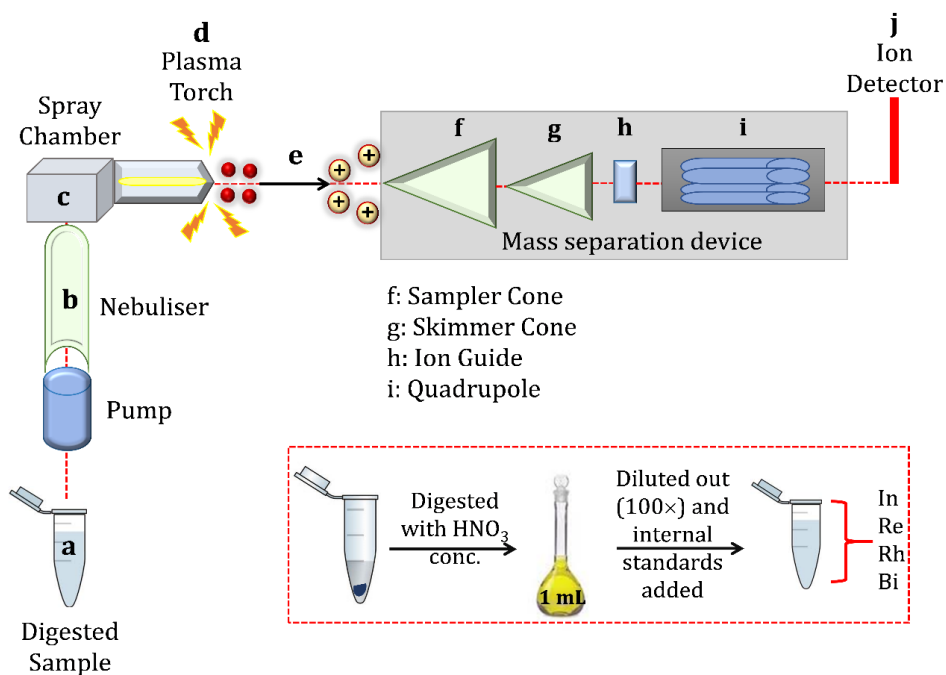 d
Plasma
Torch
j
Ion
Detector
Spray
Chamber
e
f
g
h
i
c
Mass separation device
b
Nebuliser
f: Sampler Cone
g: Skimmer Cone
h: Ion Guide
i: Quadrupole
Pump
a
Digested
Sample
Digested
with HNO₃
conc.
1 mL
Diluted out
(100×) and
internal
standards
added
In
Re
Rh
Bi